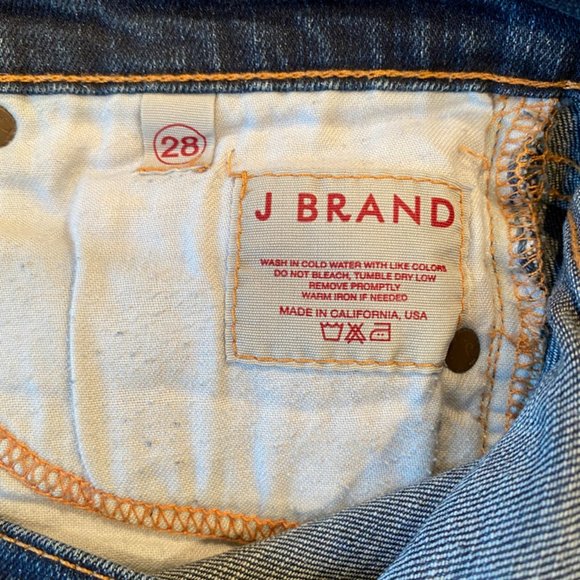 28
J BRAND
WASH IN COLD WATER WITH LIKE COLORS
DO NOT BLEACH, TUMBLE DRY LOW
REMOVE PROMPTLY
WARM IRON IF NEEDED
MADE IN CALIFORNIA, USA